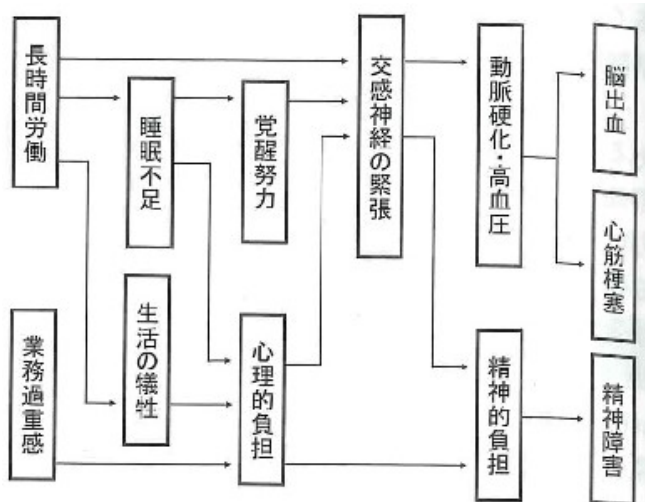 長時間労働
睡眠不足
覚醒努力
交感神経の緊張
動脈硬化・高血圧
脳出血
心筋梗塞
業務過重感
生活の犠牲
心理的負担
精神的負担
精神障害